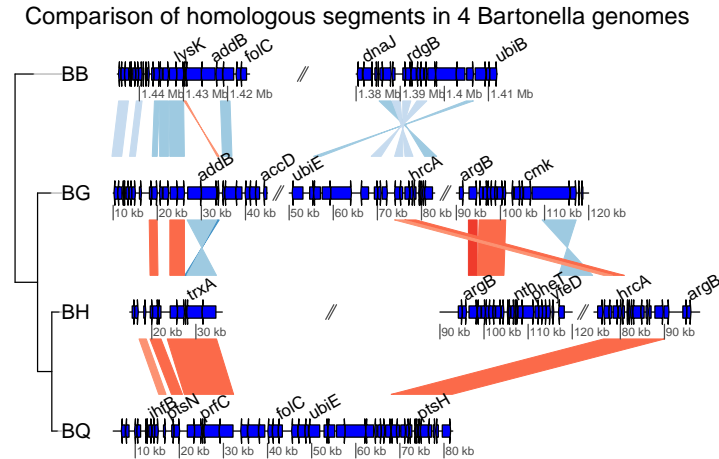 Comparison of homologous segments in 4 Bartonella genomes
lysK addB folC dnaJ rdgB ubiB
BB //
1.44 Mb 1.43 Mb 1.42 Mb 1.38 Mb 1.39 Mb 1.4 Mb 1.41 Mb
addB accD ubiE hrcA argB cmk
BG // //
10 kb 20 kb 30 kb 40 kb 50 kb 60 kb 70 kb 80 kb 90 kb 100 kb 110 kb 120 kb
trxA argB nth pheT yfeD hrcA argB
BH // //
20 kb 30 kb 90 kb 100 kb 110 kb 120 kb 80 kb 90 kb
ihfB ptsN prfC folC ubiE ptsH
BQ
10 kb 20 kb 30 kb 40 kb 50 kb 60 kb 70 kb 80 kb